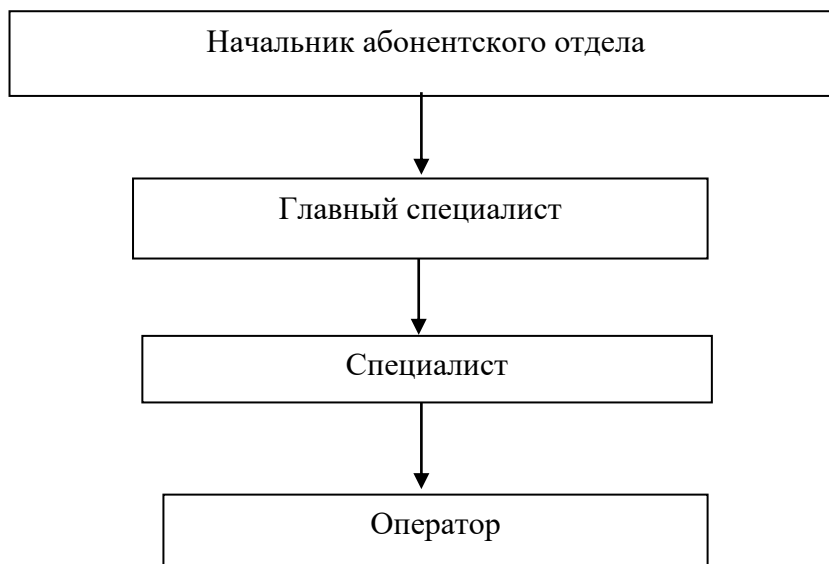 Начальник абонентского отдела
Главный специалист
Специалист
Оператор